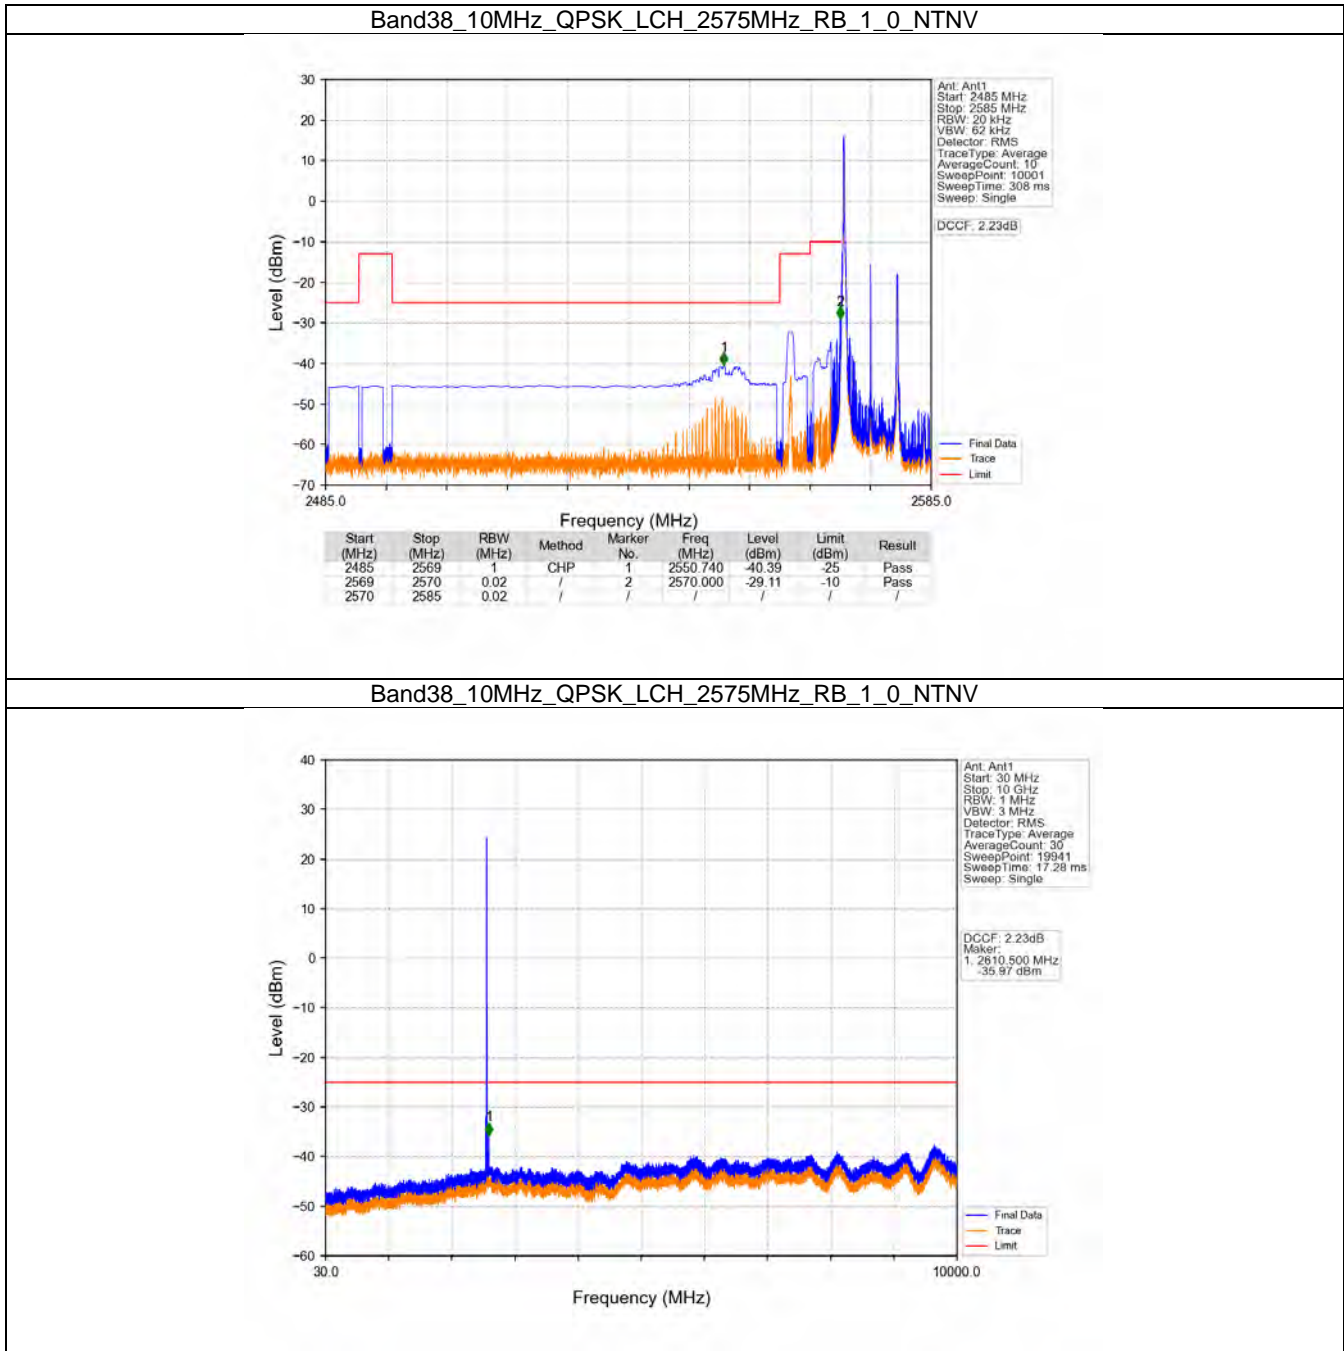 Band38_10MHz_QPSK_LCH_2575MHz_RB_1_0_NTNV
30
20
10
0
−10
−20
−30
−40
−50
−60
−70
Level (dBm)
1
2
2485.0
2585.0
Frequency (MHz)
Ant: Ant1
Start: 2485 MHz
Stop: 2585 MHz
RBW: 20 kHz
VBW: 62 kHz
Detector: RMS
TraceType: Average
AverageCount: 10
SweepPoint: 10001
SweepTime: 308 ms
Sweep: Single
DCCF: 2.23dB
Final Data
Trace
Limit
Start (MHz) Stop (MHz) RBW (MHz) Method Marker No. Freq (MHz) Level (dBm) Limit (dBm) Result
2485 2569 1 CHP 1 2550.740 -40.39 -25 Pass
2569 2570 0.02 / 2 2570.000 -29.11 -10 Pass
2570 2585 0.02 / / / / / /
Band38_10MHz_QPSK_LCH_2575MHz_RB_1_0_NTNV
40
30
20
10
0
−10
−20
−30
−40
−50
−60
Level (dBm)
1
30.0
10000.0
Frequency (MHz)
Ant: Ant1
Start: 30 MHz
Stop: 10 GHz
RBW: 1 MHz
VBW: 3 MHz
Detector: RMS
TraceType: Average
AverageCount: 30
SweepPoint: 19941
SweepTime: 17.28 ms
Sweep: Single
DCCF: 2.23dB
Maker:
1. 2610.500 MHz
-35.97 dBm
Final Data
Trace
Limit